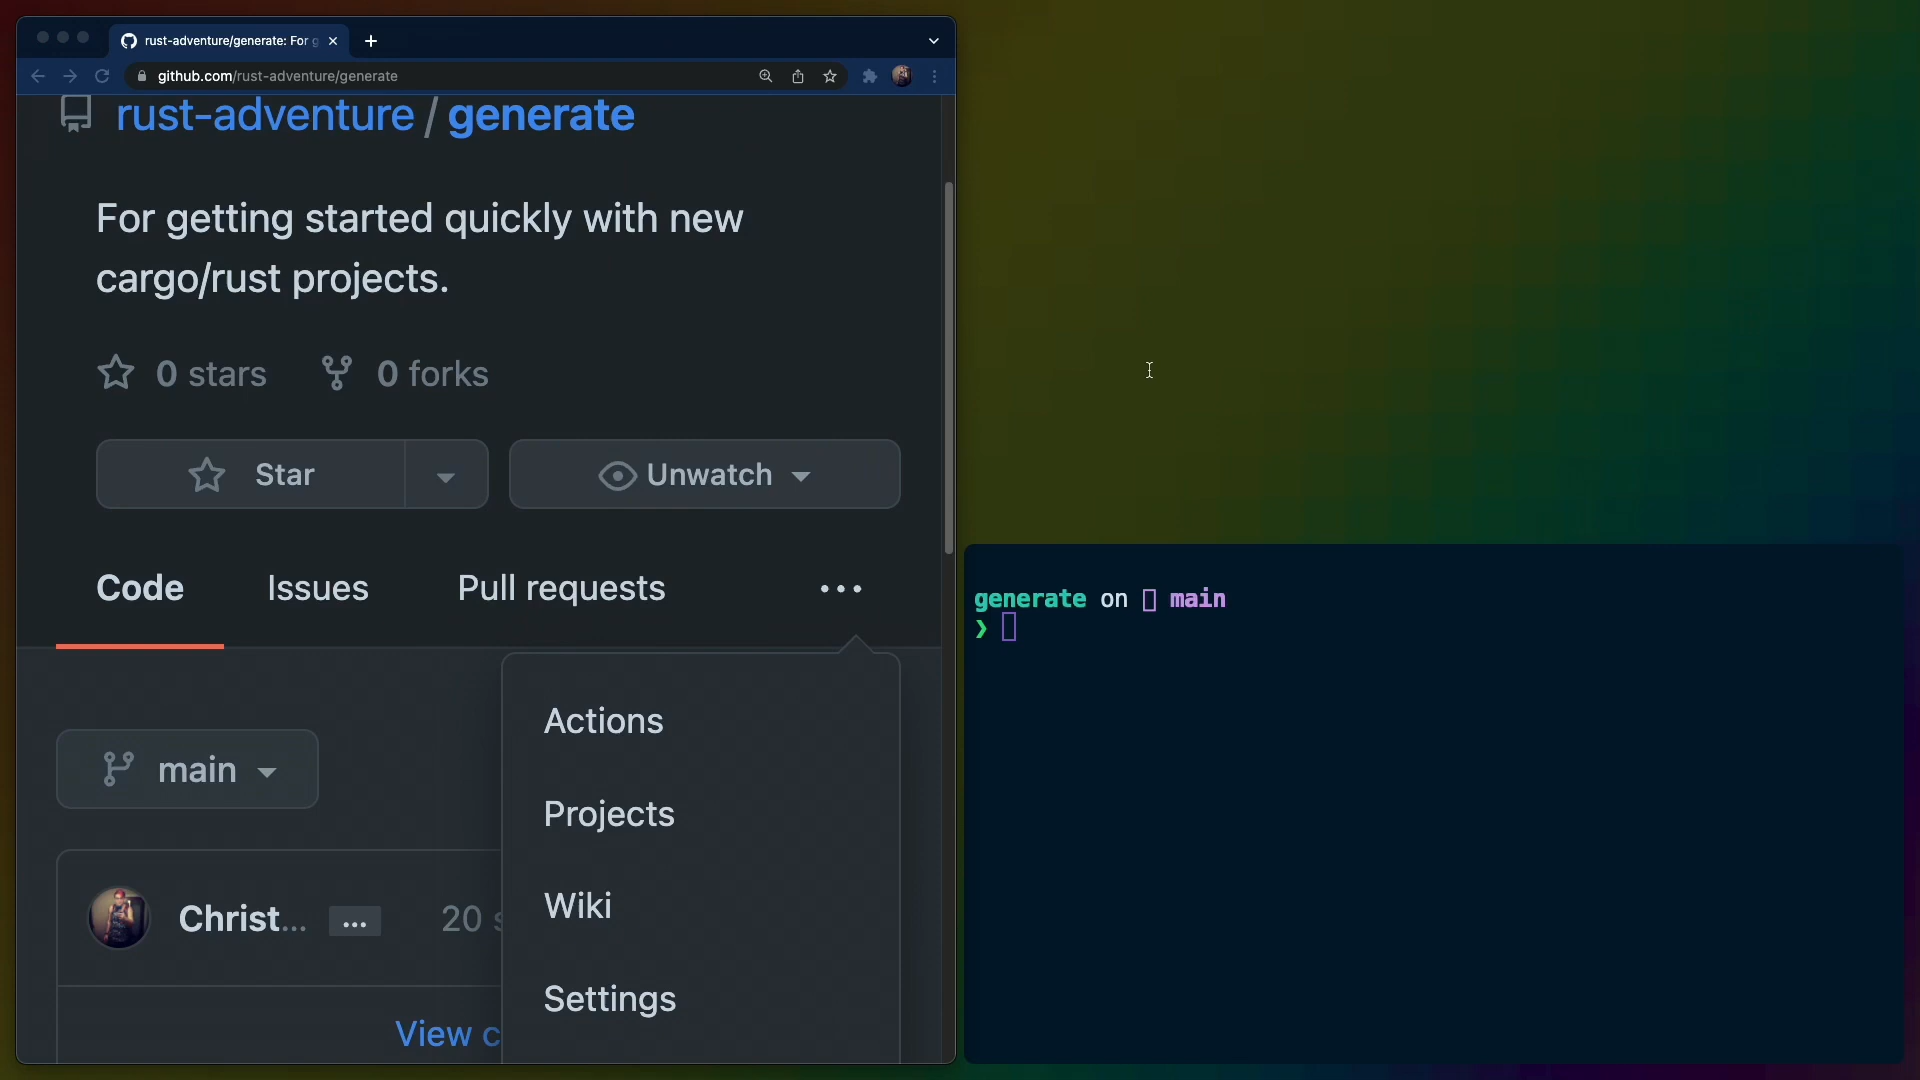 rust-adventure/generate: For g
github.com/rust-adventure/generate
rust-adventure / generate
For getting started quickly with new
cargo/rust projects.
0 stars 0 forks
Star Unwatch
Code Issues Pull requests ...
Actions
main
Projects
Wiki
Christ... ... 20 s
Settings
View c
generate on main
❯